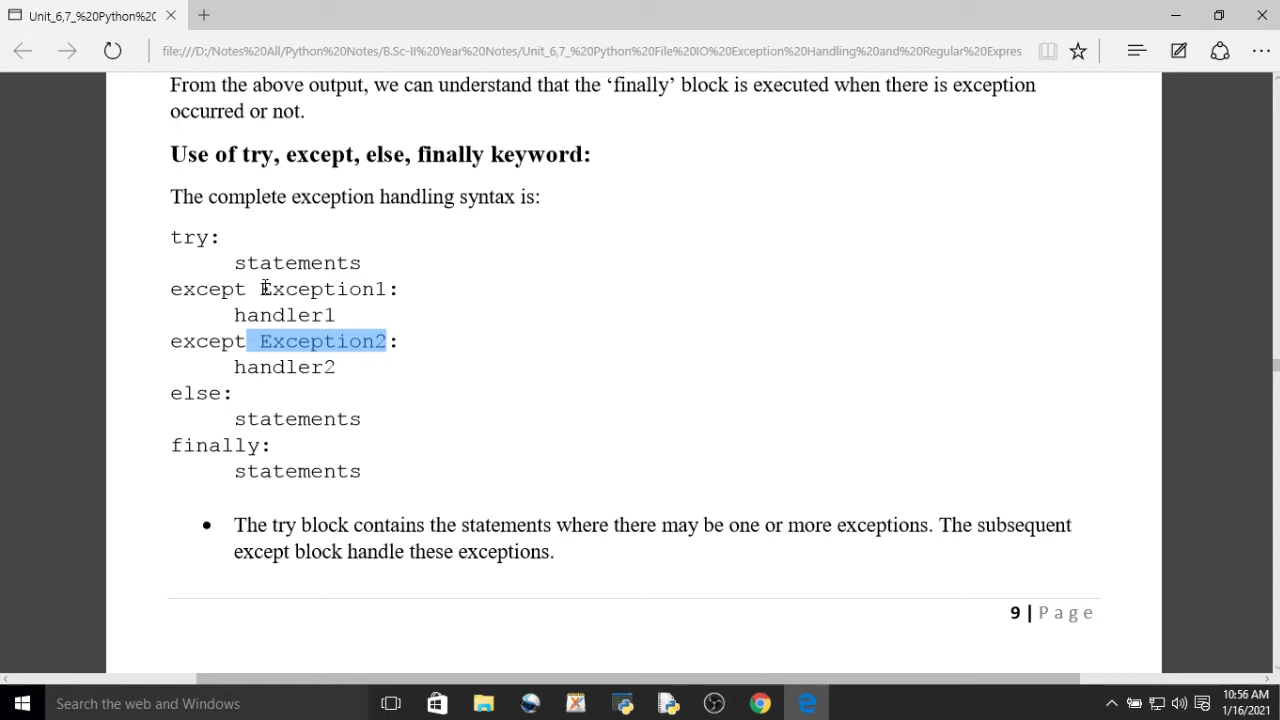 Unit_6,7_%20Python%20
file:///D:/Notes%20All/Python%20Notes/B.Sc-II%20Year%20Notes/Unit_6,7_%20Python%20File%20IO%20Exception%20Handling%20and%20Regular%20Expres
From the above output, we can understand that the ‘finally’ block is executed when there is exception
occurred or not.
Use of try, except, else, finally keyword:
The complete exception handling syntax is:
try:
statements
except Exception1:
handler1
except Exception2:
handler2
else:
statements
finally:
statements
• The try block contains the statements where there may be one or more exceptions. The subsequent
except block handle these exceptions.
9 | Page
Search the web and Windows
10:56 AM
1/16/2021